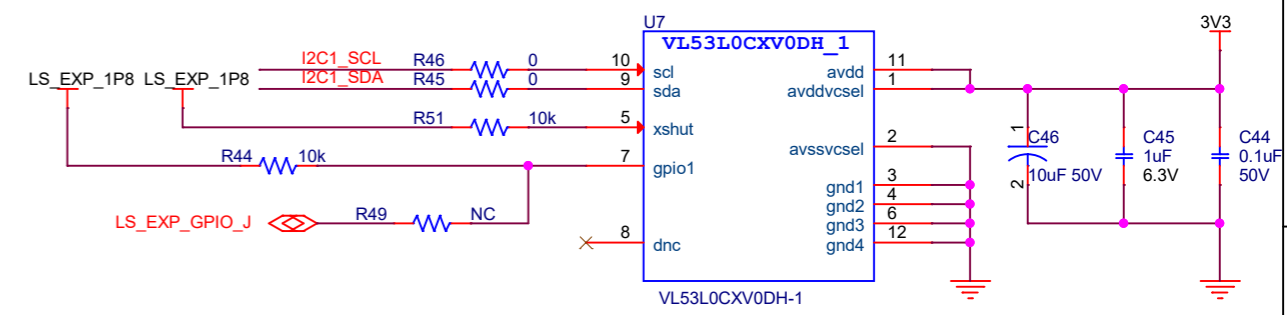 U7
VL53L0CXV0DH_1
3V3
I2C1_SCL R46 0 10 scl avdd 11
LS_EXP_1P8 LS_EXP_1P8 I2C1_SDA R45 0 9 sda avddvcsel 1
R51 10k 5 xshut
R44 10k 7 gpio1 avssvcsel 2
1 C46 C45 C44
10uF 50V 1uF 0.1uF
2 6.3V 50V
gnd1 3
gnd2 4
LS_EXP_GPIO_J R49 NC gnd3 6
8 dnc gnd4 12
VL53L0CXV0DH-1